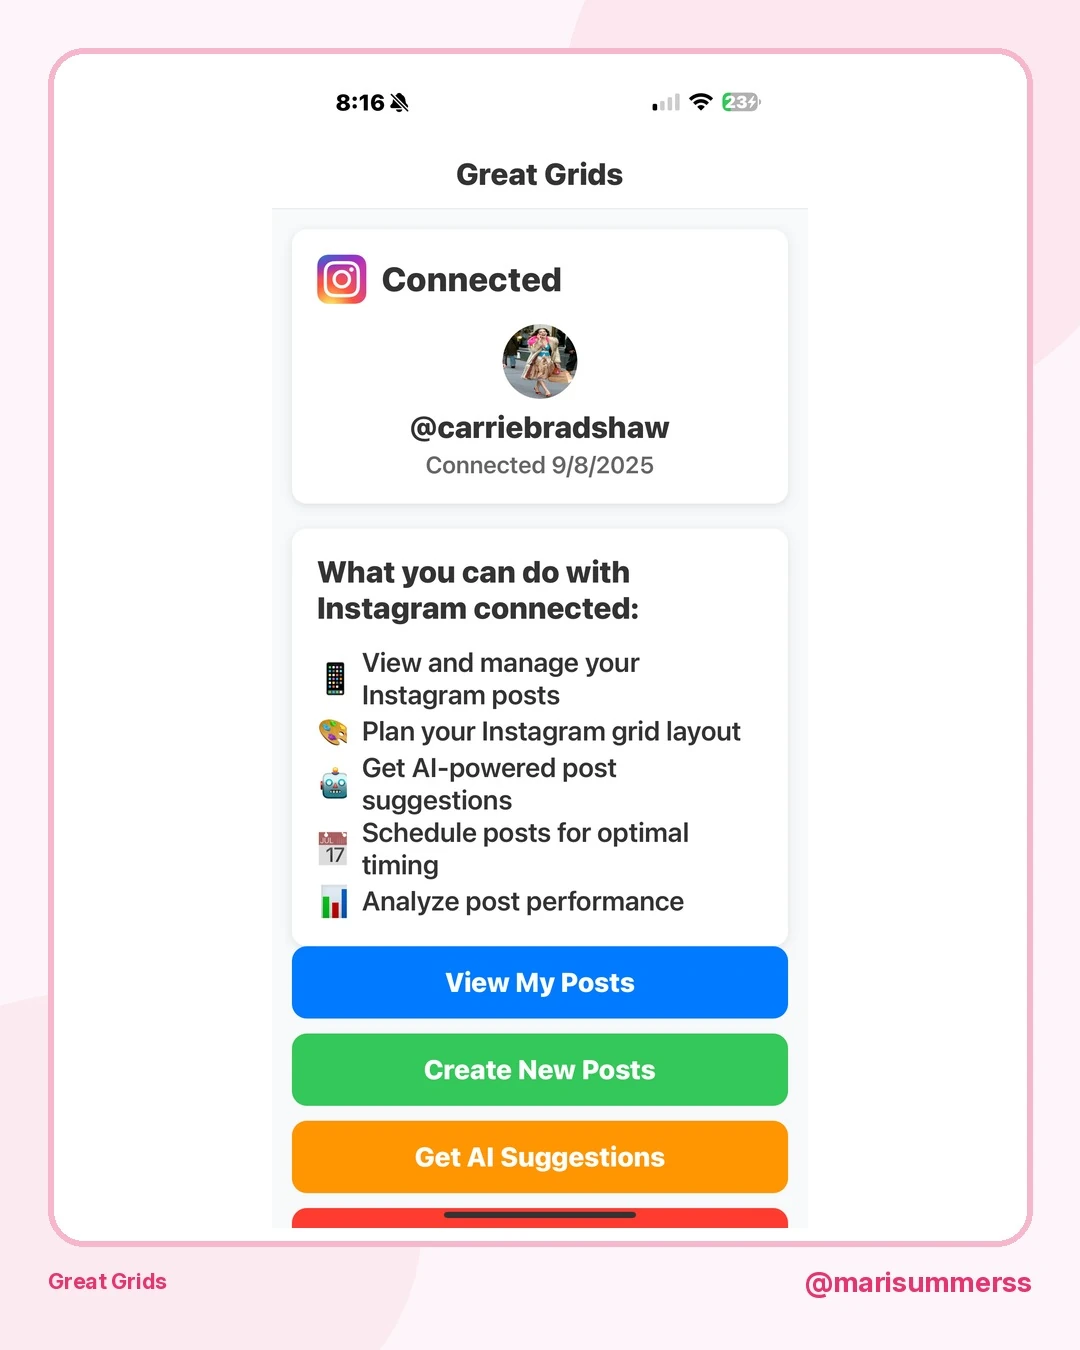 8:16
23
Great Grids
Connected
@carriebradshaw
Connected 9/8/2025
What you can do with
Instagram connected:
View and manage your
Instagram posts
Plan your Instagram grid layout
Get AI-powered post
suggestions
JUL
17
Schedule posts for optimal
timing
Analyze post performance
View My Posts
Create New Posts
Get AI Suggestions
Great Grids
@marisummerss